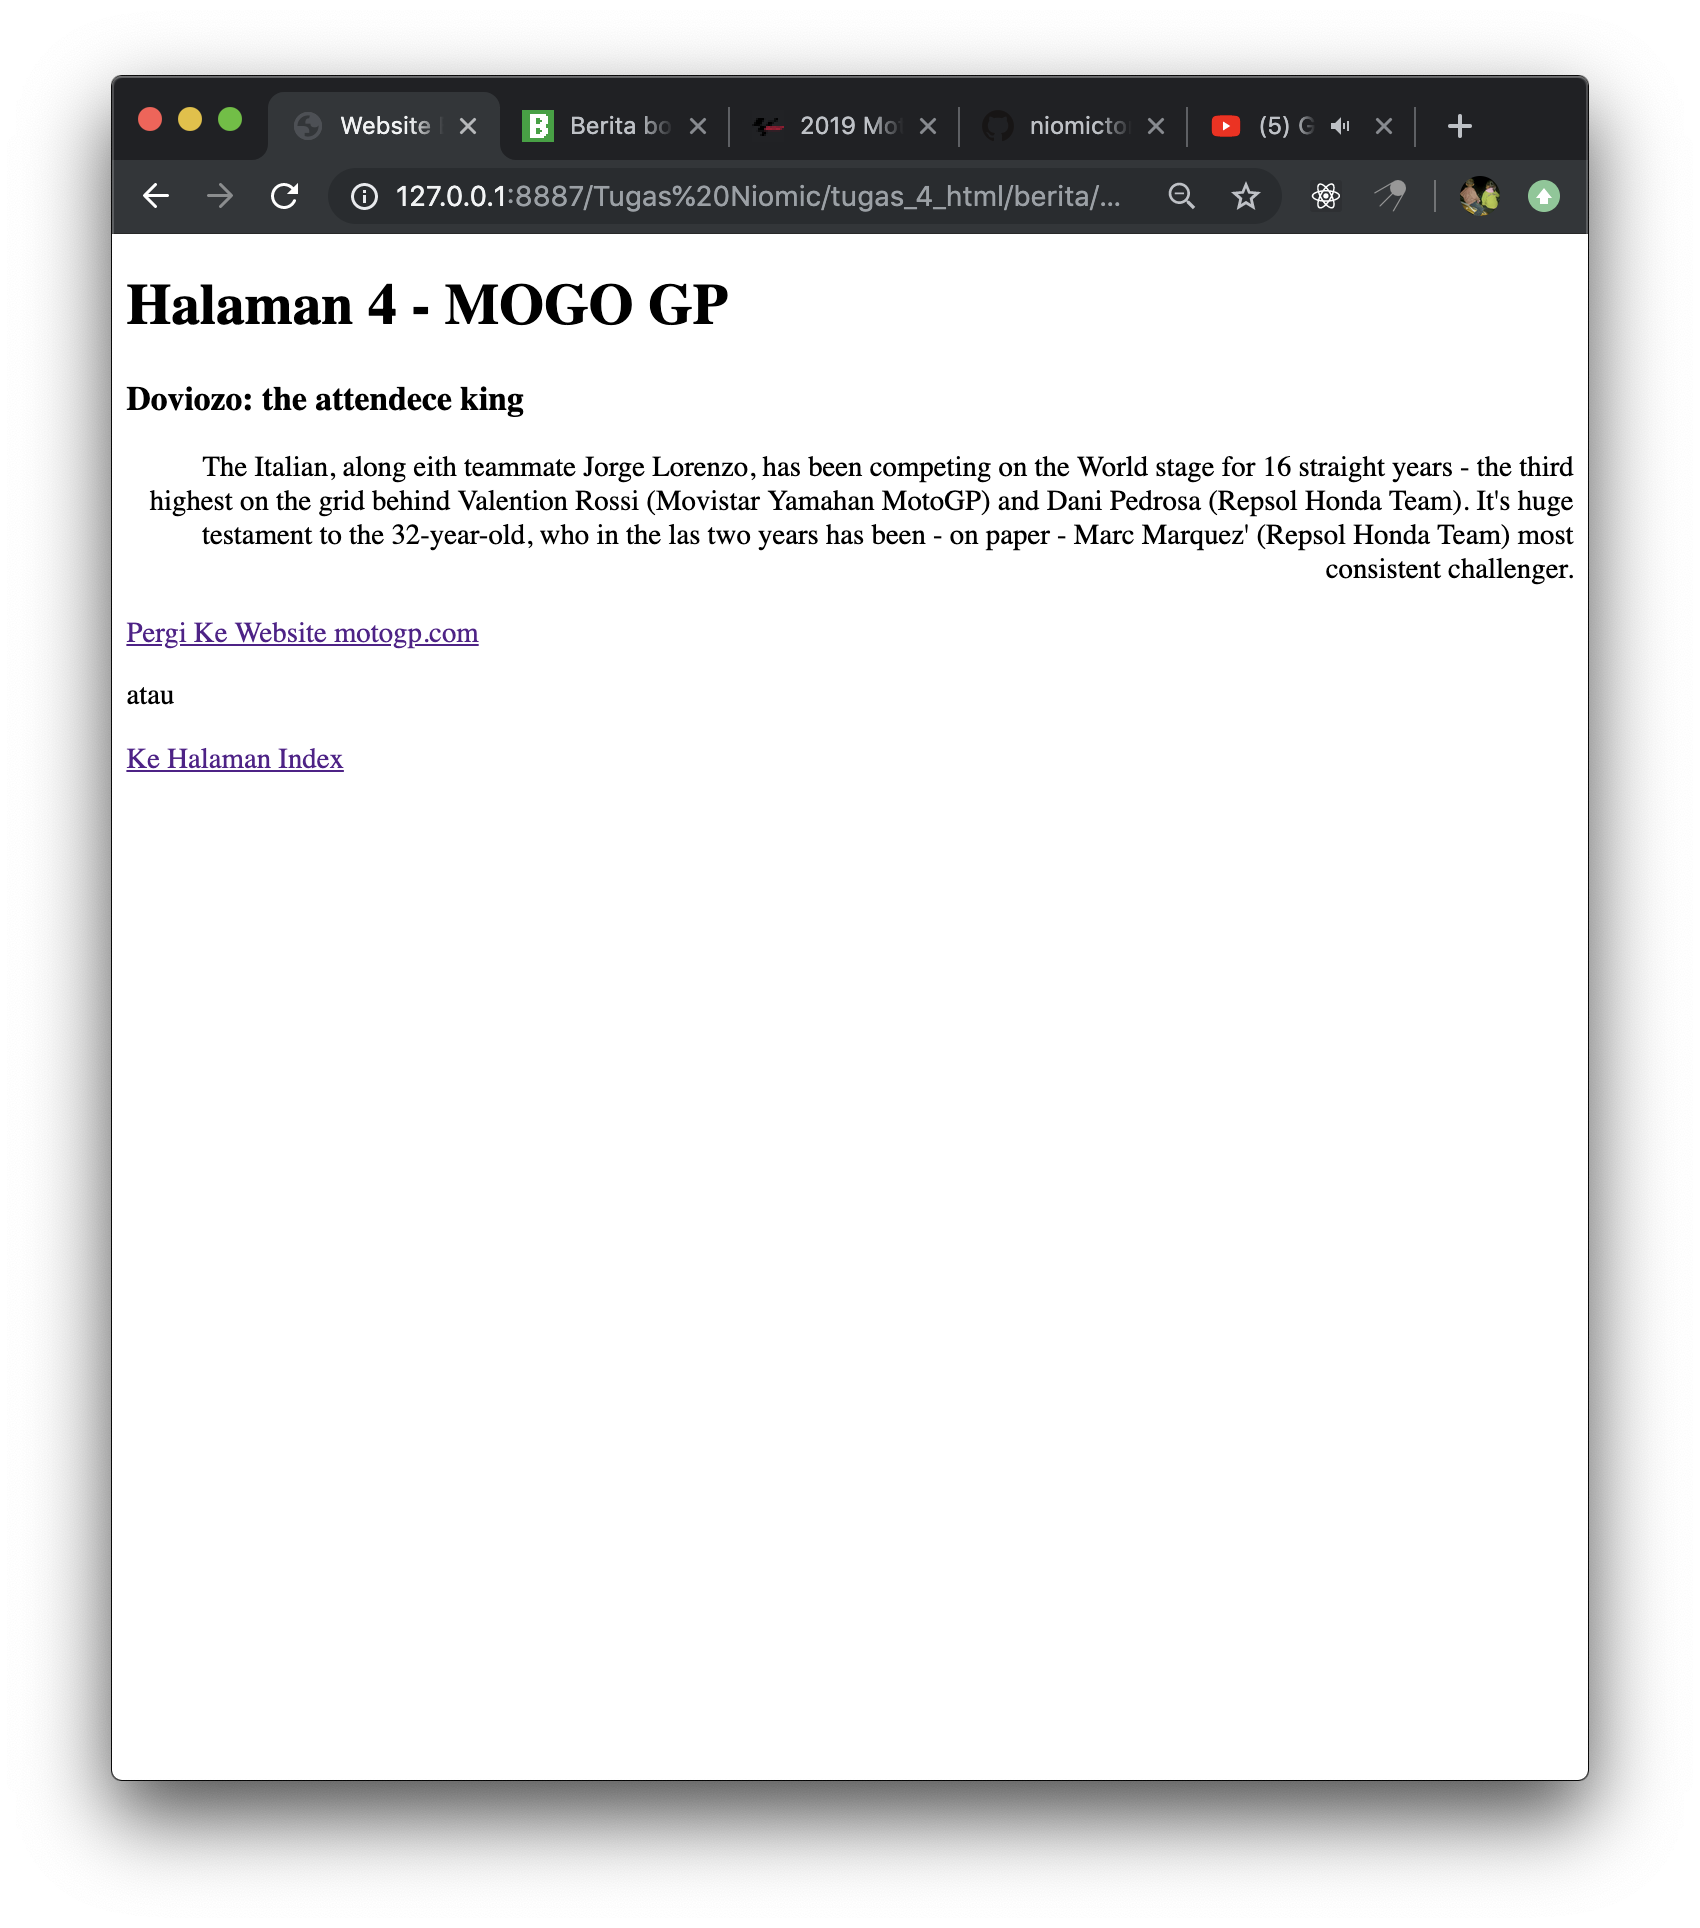 Website
Berita bo
2019 Mot
niomicto
(5) G
127.0.0.1:8887/Tugas%20Niomic/tugas_4_html/berita/...
Halaman 4 - MOGO GP
Doviozo: the attendece king
The Italian, along eith teammate Jorge Lorenzo, has been competing on the World stage for 16 straight years - the third
highest on the grid behind Valention Rossi (Movistar Yamahan MotoGP) and Dani Pedrosa (Repsol Honda Team). It's huge
testament to the 32-year-old, who in the las two years has been - on paper - Marc Marquez' (Repsol Honda Team) most
consistent challenger.
Pergi Ke Website motogp.com
atau
Ke Halaman Index